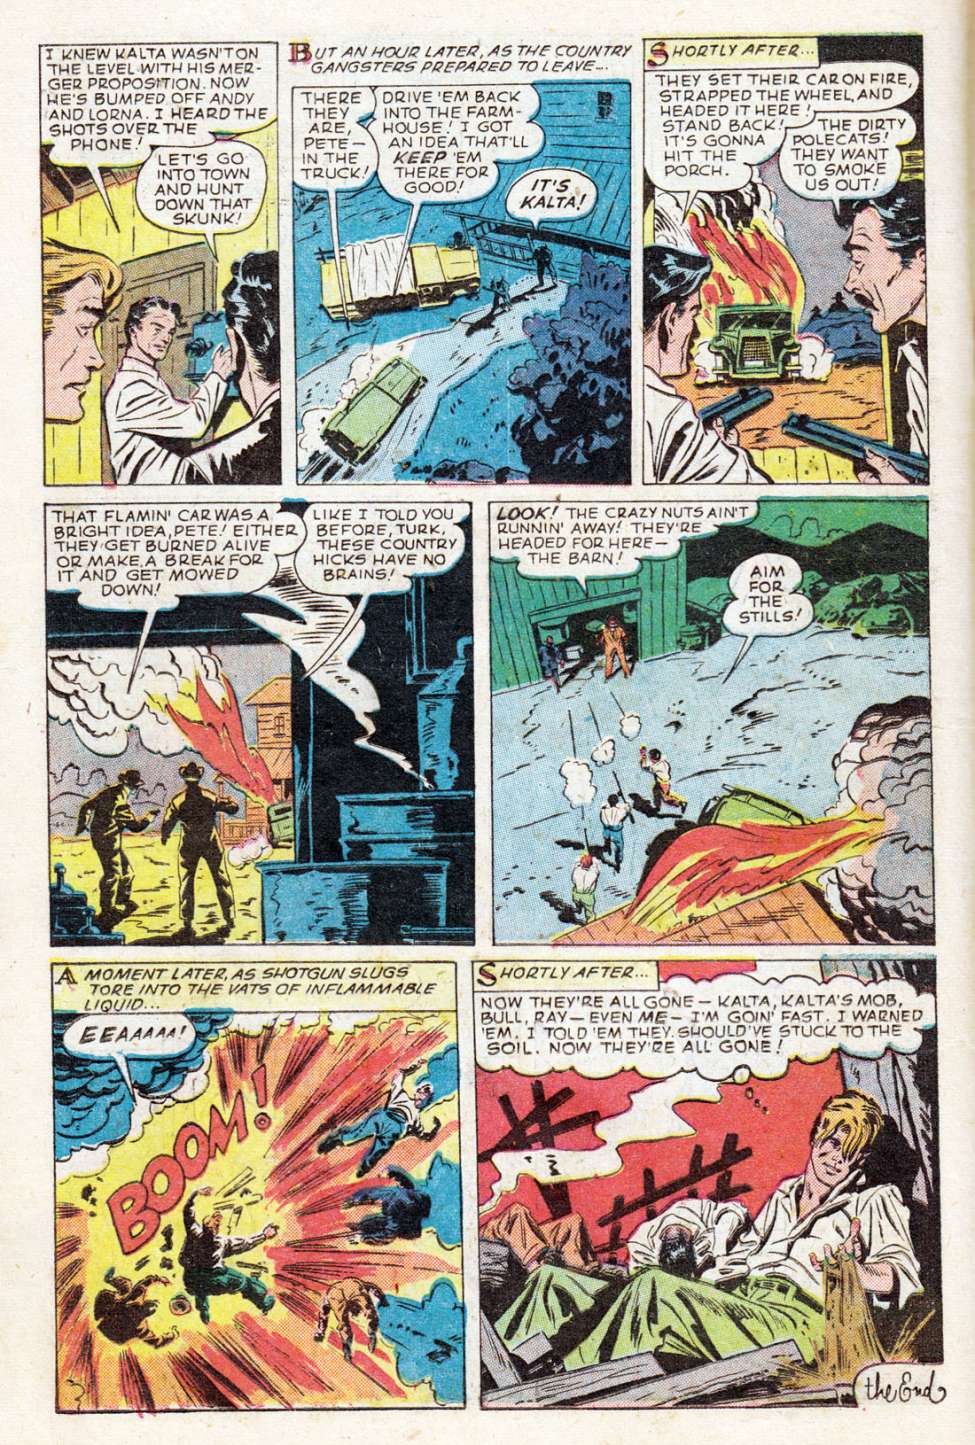 I KNEW KALTA WASN'T ON
THE LEVEL WITH HIS MER-
GER PROPOSITION. NOW
HE'S BUMPED OFF ANDY
AND LORNA. I HEARD THE
SHOTS OVER THE
PHONE!
LET'S GO
INTO TOWN
AND HUNT
DOWN THAT
SKUNK!
BUT AN HOUR LATER, AS THE COUNTRY
GANGSTERS PREPARED TO LEAVE...
THERE
THEY
ARE,
PETE—
IN THE
TRUCK!
DRIVE 'EM BACK
INTO THE FARM-
HOUSE! I GOT
AN IDEA THAT'LL
KEEP 'EM
THERE FOR
GOOD!
IT'S
KALTA!
SHORTLY AFTER...
THEY SET THEIR CAR ON FIRE,
STRAPPED THE WHEEL, AND
HEADED IT HERE!
STAND BACK!
IT'S GONNA
HIT THE
PORCH.
THE DIRTY
POLECATS!
THEY WANT
TO SMOKE
US OUT!
THAT FLAMIN' CAR WAS A
BRIGHT IDEA, PETE! EITHER
THEY GET BURNED ALIVE
OR MAKE A BREAK FOR
IT AND GET MOWED
DOWN!
LIKE I TOLD YOU
BEFORE, TURK,
THESE COUNTRY
HICKS HAVE NO
BRAINS!
LOOK! THE CRAZY NUTS AIN'T
RUNNIN' AWAY! THEY'RE
HEADED FOR HERE—
THE BARN!
AIM
FOR
THE
STILLS!
A MOMENT LATER, AS SHOTGUN SLUGS
TORE INTO THE VATS OF INFLAMMABLE
LIQUID...
EEAAAAA!
BOOM!
SHORTLY AFTER...
NOW THEY'RE ALL GONE — KALTA, KALTA'S MOB,
BULL, RAY — EVEN ME — I'M GOIN' FAST. I WARNED
'EM. I TOLD 'EM THEY SHOULD'VE STUCK TO THE
SOIL. NOW THEY'RE ALL GONE!
The End